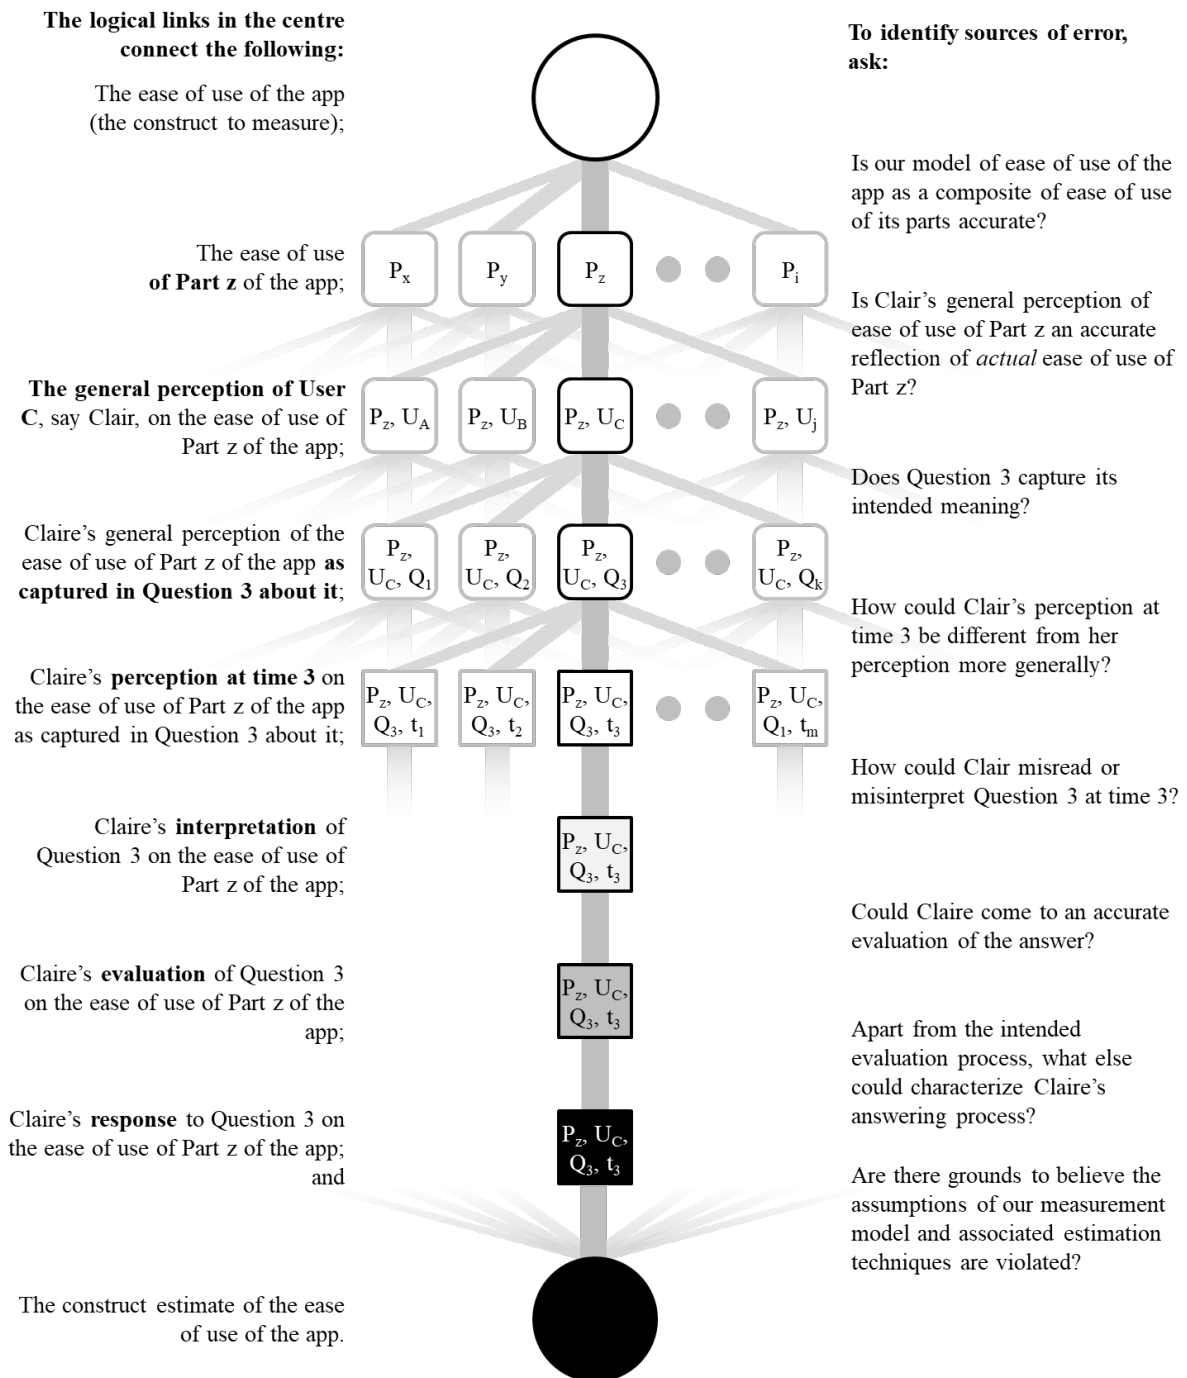 The logical links in the centre
connect the following:
To identify sources of error,
ask:
The ease of use of the app
(the construct to measure);
Is our model of ease of use of the
app as a composite of ease of use
of its parts accurate?
The ease of use
of Part z of the app;
Px
Py
Pz
Pi
Is Clair’s general perception of
ease of use of Part z an accurate
reflection of actual ease of use of
Part z?
The general perception of User
C, say Clair, on the ease of use of
Part z of the app;
Pz, UA
Pz, UB
Pz, UC
Pz, Uj
Does Question 3 capture its
intended meaning?
Claire’s general perception of the
ease of use of Part z of the app as
captured in Question 3 about it;
Pz,
UC, Q1
Pz,
UC, Q2
Pz,
UC, Q3
Pz,
UC, Qk
How could Clair’s perception at
time 3 be different from her
perception more generally?
Claire’s perception at time 3 on
the ease of use of Part z of the app
as captured in Question 3 about it;
Pz, UC,
Q3, t1
Pz, UC,
Q3, t2
Pz, UC,
Q3, t3
Pz, UC,
Q1, tm
How could Clair misread or
misinterpret Question 3 at time 3?
Claire’s interpretation of
Question 3 on the ease of use of
Part z of the app;
Pz, UC,
Q3, t3
Could Claire come to an accurate
evaluation of the answer?
Claire’s evaluation of Question 3
on the ease of use of Part z of the
app;
Pz, UC,
Q3, t3
Apart from the intended
evaluation process, what else
could characterize Claire’s
answering process?
Claire’s response to Question 3 on
the ease of use of Part z of the app;
and
Pz, UC,
Q3, t3
Are there grounds to believe the
assumptions of our measurement
model and associated estimation
techniques are violated?
The construct estimate of the ease
of use of the app.